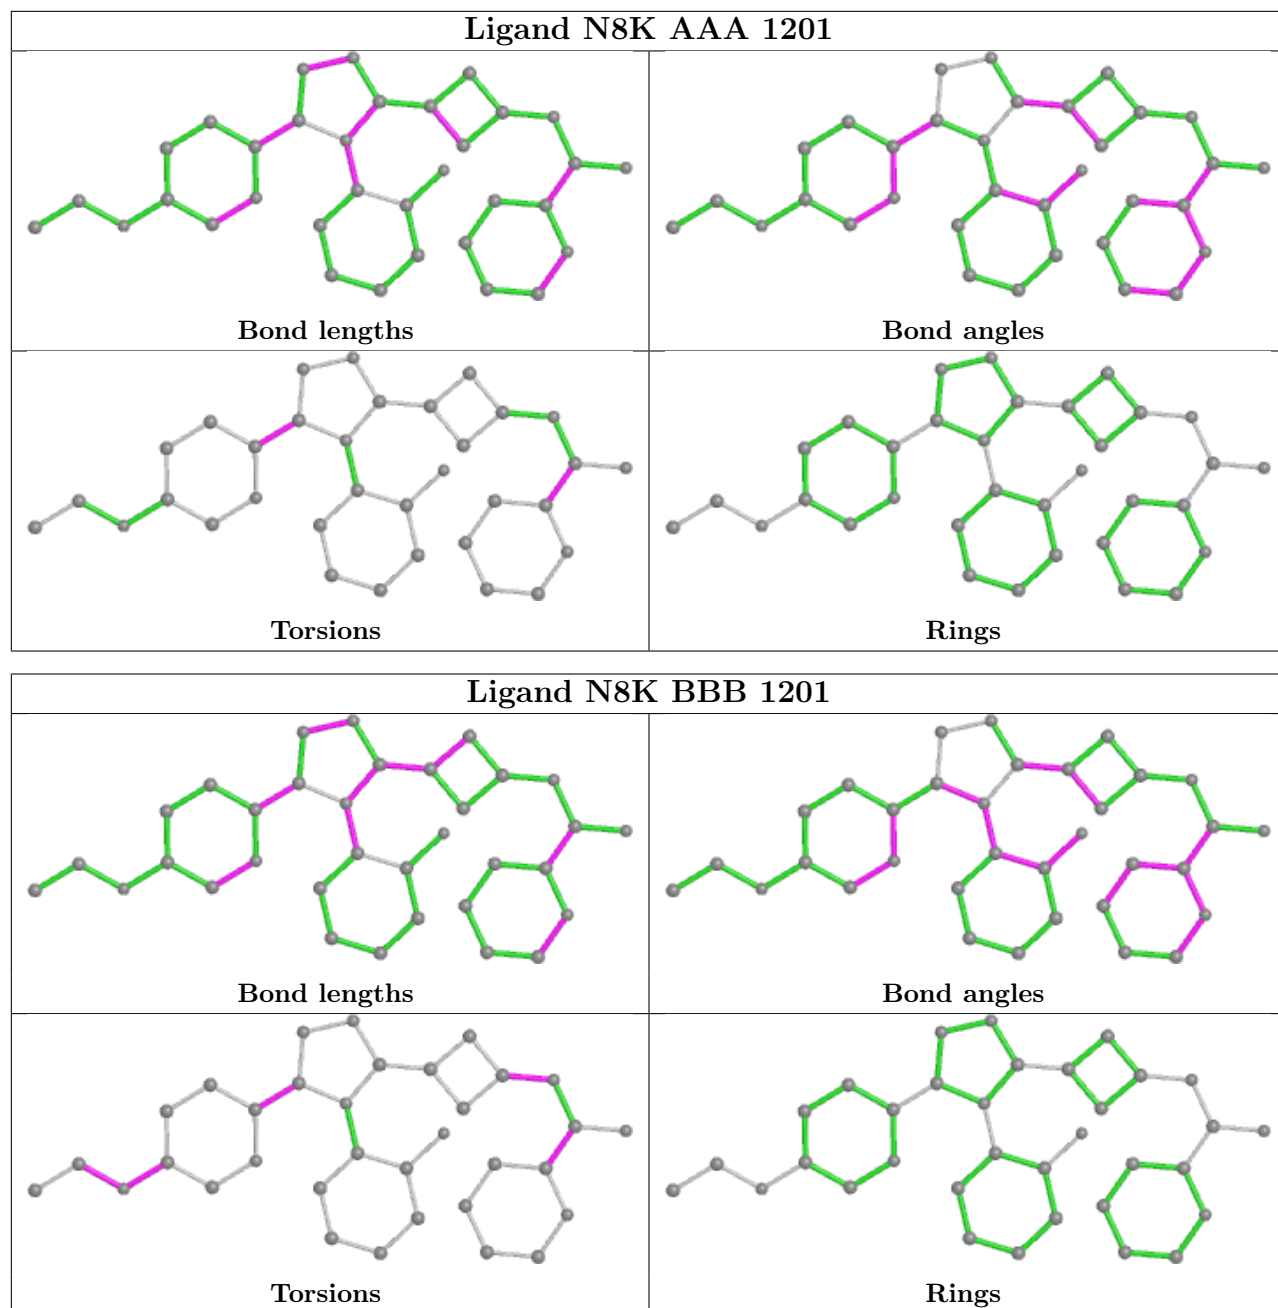 Ligand N8K AAA 1201
Bond lengths
Bond angles
Torsions
Rings
Ligand N8K BBB 1201
Bond lengths
Bond angles
Torsions
Rings